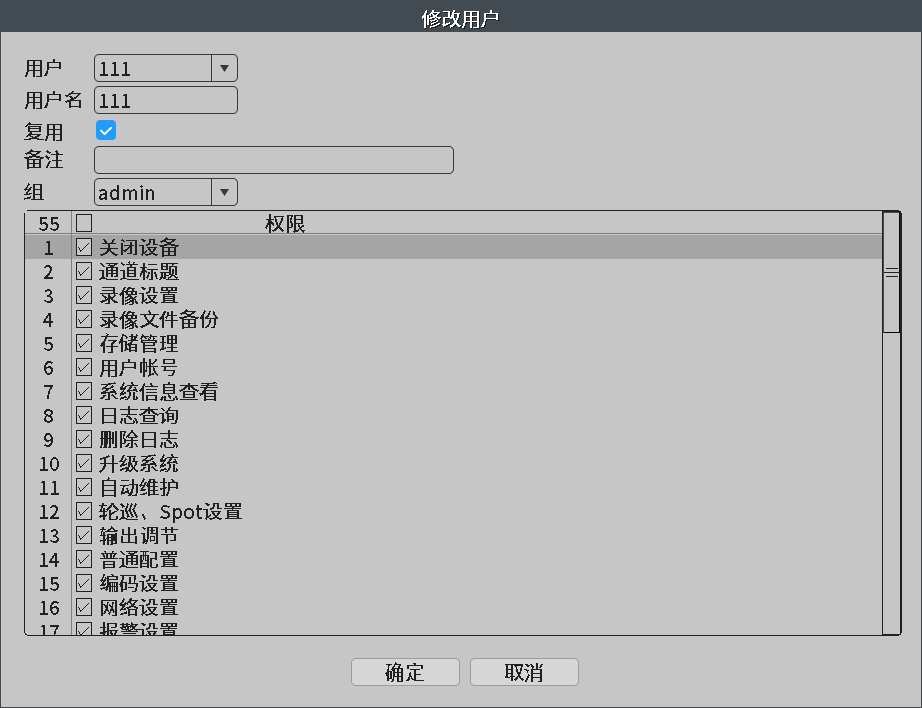 修改用户
用户 111
用户名 111
复用
备注
组 admin
55 权限
1 关闭设备
2 通道标题
3 录像设置
4 录像文件备份
5 存储管理
6 用户帐号
7 系统信息查看
8 日志查询
9 删除日志
10 升级系统
11 自动维护
12 轮巡、Spot设置
13 输出调节
14 普通配置
15 编码设置
16 网络设置
17 报警设置
确定 取消